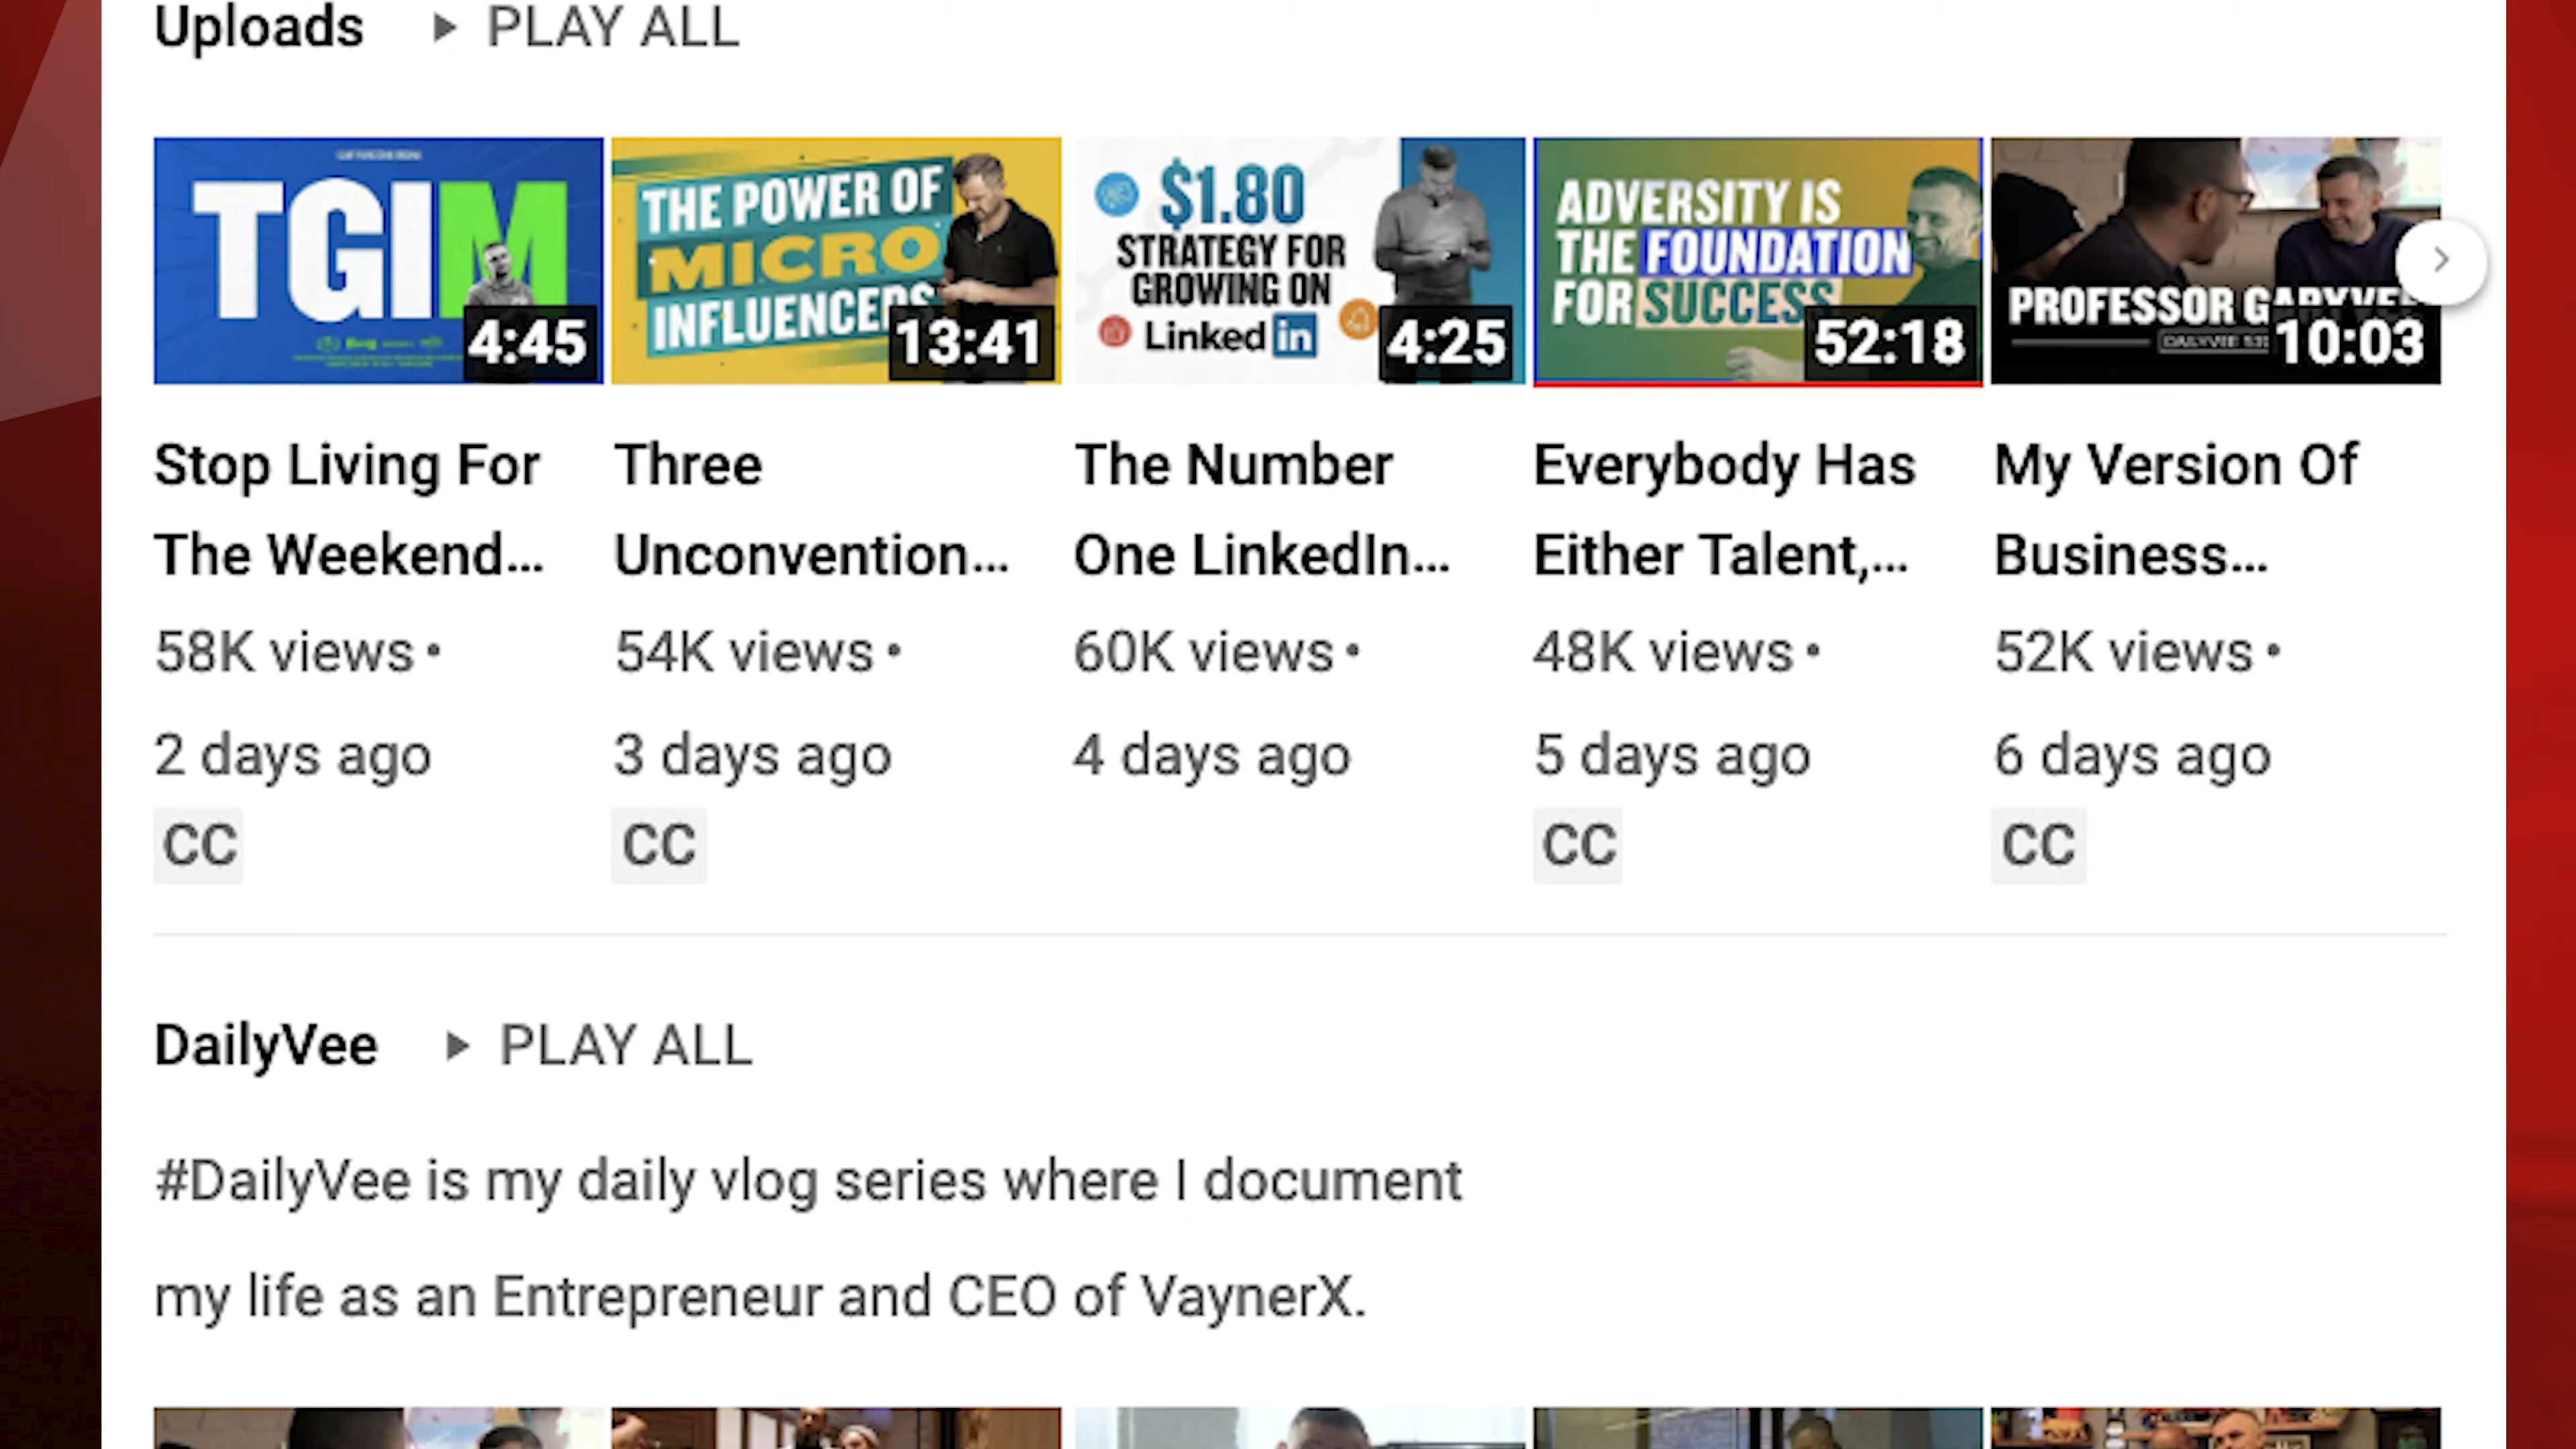 Uploads ▶ PLAY ALL
TGIM
4:45
THE POWER OF
MICRO
INFLUENCERS
13:41
$1.80
STRATEGY FOR
GROWING ON
Linked in
4:25
ADVERSITY IS
THE FOUNDATION
FOR SUCCESS
52:18
PROFESSOR GARYVEE
DAILYVEE
10:03
Stop Living For
The Weekend...
58K views •
2 days ago
CC
Three
Unconvention...
54K views •
3 days ago
CC
The Number
One LinkedIn...
60K views •
4 days ago
Everybody Has
Either Talent,...
48K views •
5 days ago
CC
My Version Of
Business...
52K views •
6 days ago
CC
DailyVee ▶ PLAY ALL
#DailyVee is my daily vlog series where I document
my life as an Entrepreneur and CEO of VaynerX.